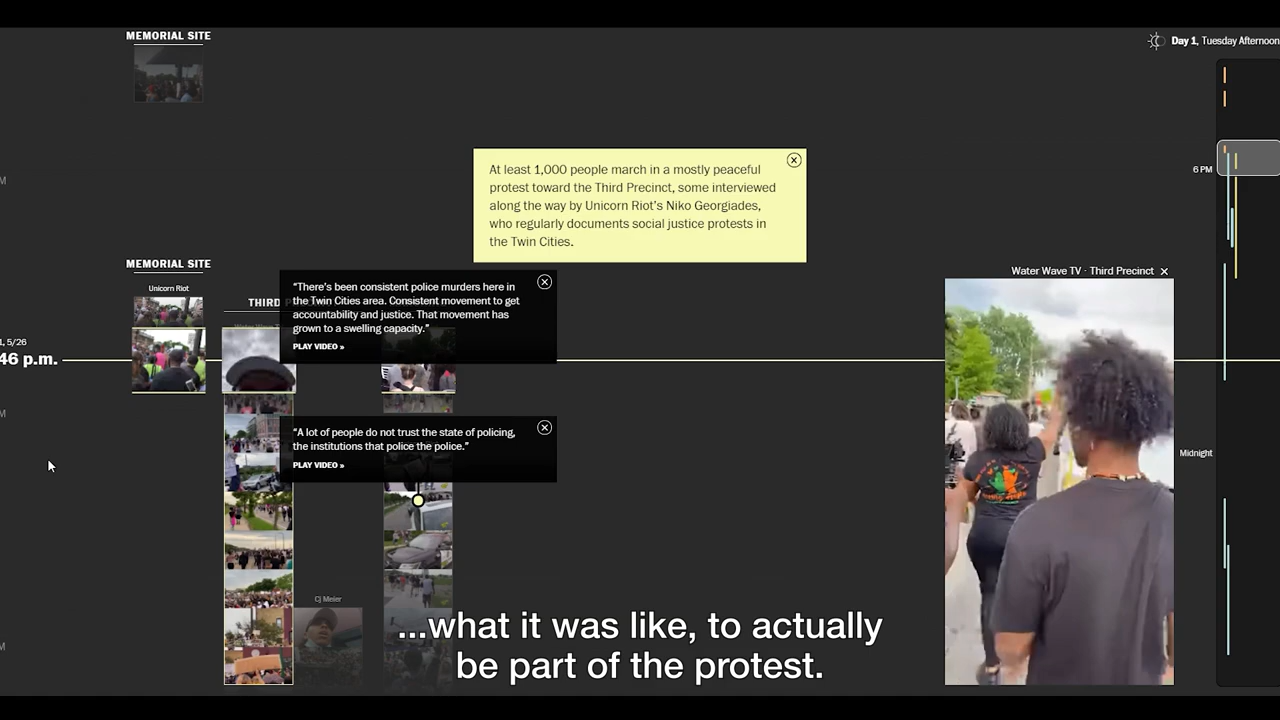 MEMORIAL SITE
Day 1, Tuesday Afternoon
At least 1,000 people march in a mostly peaceful
protest toward the Third Precinct, some interviewed
along the way by Unicorn Riot's Niko Georgiades,
who regularly documents social justice protests in
the Twin Cities.
6 PM
MEMORIAL SITE
Unicorn Riot
THIRD P
"There's been consistent police murders here in
the Twin Cities area. Consistent movement to get
accountability and justice. That movement has
grown to a swelling capacity."
PLAY VIDEO »
Water Wave TV · Third Precinct
1, 5/26
46 p.m.
"A lot of people do not trust the state of policing,
the institutions that police the police."
PLAY VIDEO »
Midnight
Cj Meier
...what it was like, to actually
be part of the protest.